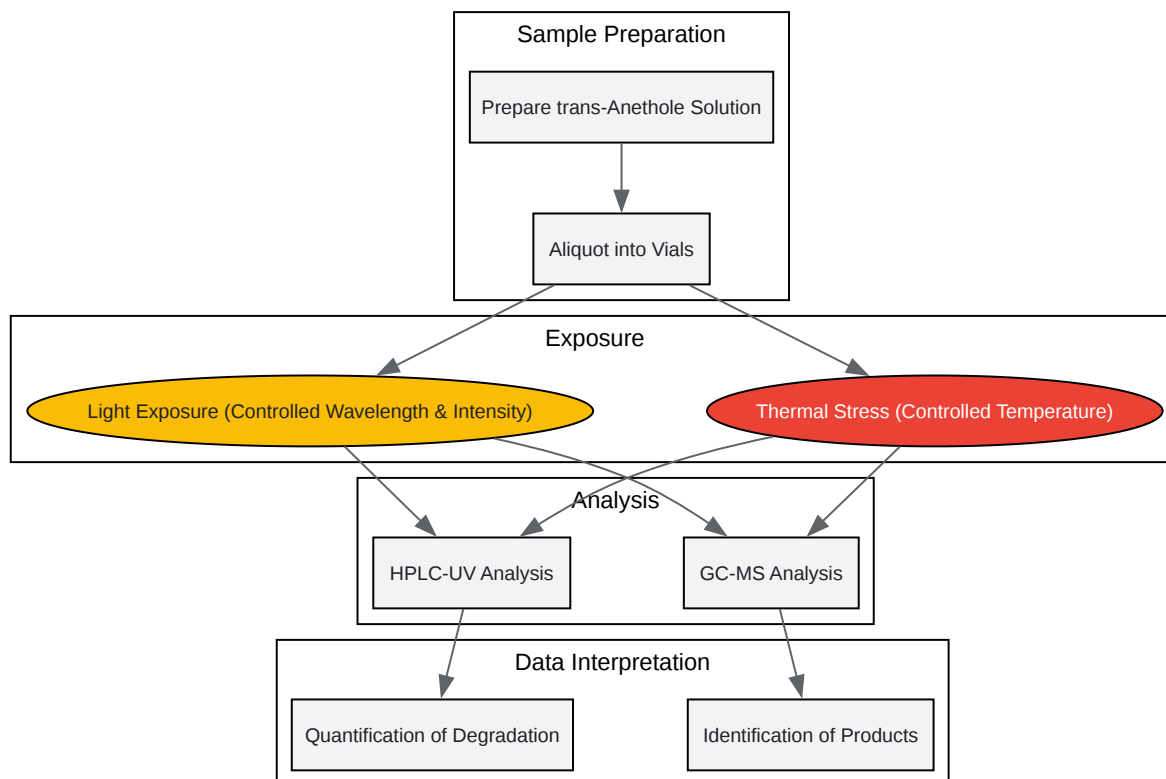 Sample Preparation
Prepare trans-Anethole Solution
Aliquot into Vials
Exposure
Light Exposure (Controlled Wavelength & Intensity)
Thermal Stress (Controlled Temperature)
Analysis
HPLC-UV Analysis
GC-MS Analysis
Data Interpretation
Quantification of Degradation
Identification of Products